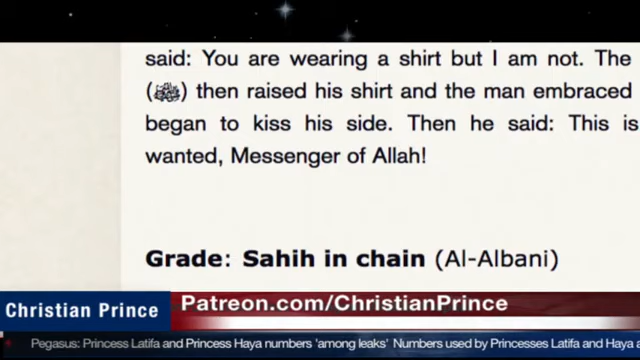 said: You are wearing a shirt but I am not. The
(ﷺ) then raised his shirt and the man embraced
began to kiss his side. Then he said: This is
wanted, Messenger of Allah!
Grade: Sahih in chain (Al-Albani)
Christian Prince
Patreon.com/ChristianPrince
Pegasus: Princess Latifa and Princess Haya numbers 'among leaks' Numbers used by Princesses Latifa and Haya a